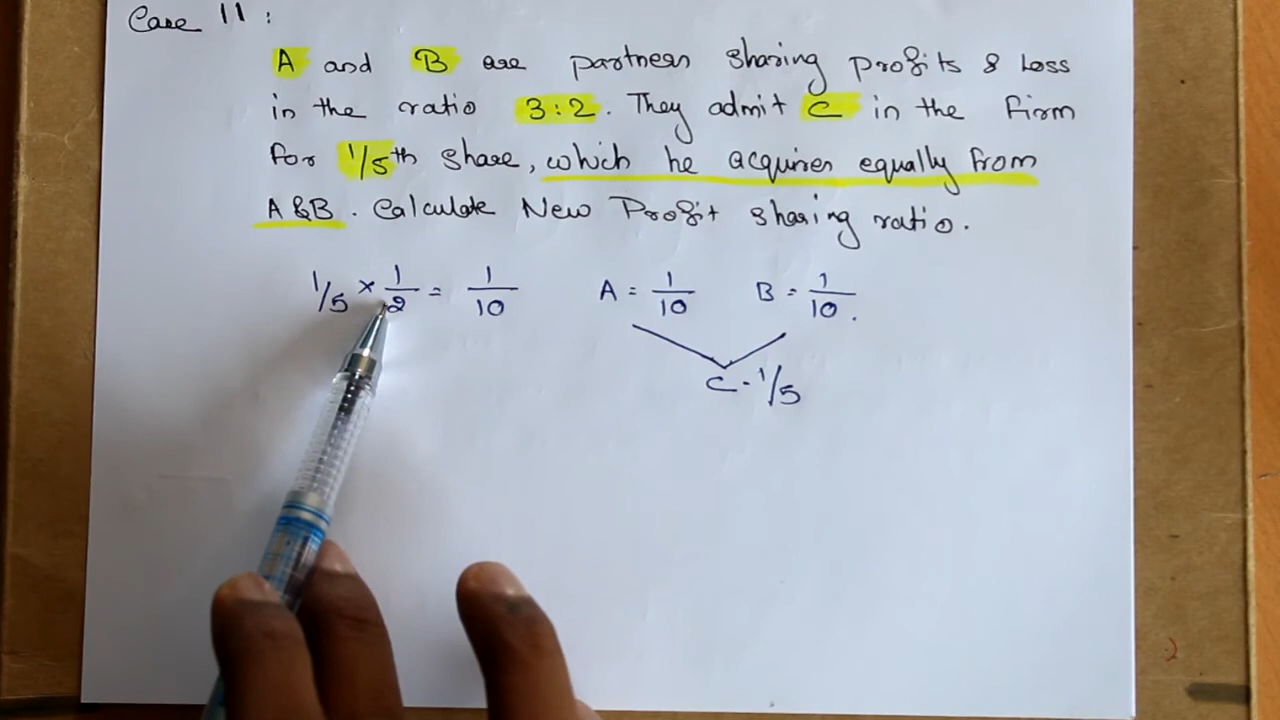 Case 11 :
A and B are partners sharing profits & Loss
in the ratio 3:2. They admit C in the firm
for 1/5th share, which he acquires equally from
A & B. Calculate New Profit sharing ratio.
1/5 × 1/2 = 1/10 A = 1/10 B = 1/10.
C - 1/5